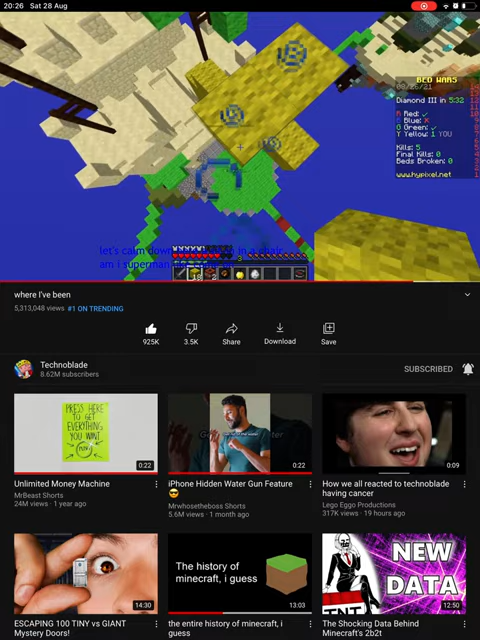 20:26 Sat 28 Aug
BED WARS
08/26/21
Diamond III in 5:32
R Red: ✓
B Blue: X
G Green: ✓
Y Yellow: 1 YOU
Kills: 5
Final Kills: 0
Beds Broken: 0
www.hypixel.net
let's calm down
in a chair
am i superman
where I've been
5,313,048 views #1 ON TRENDING
925K
3.5K
Share
Download
Save
Technoblade
8.62M subscribers
SUBSCRIBED
PRESS HERE
TO GET
EVERYTHING
YOU WANT
0:22
0:22
0:09
Unlimited Money Machine
MrBeast Shorts
24M views · 1 year ago
iPhone Hidden Water Gun Feature
😎
Mrwhosetheboss Shorts
5.6M views · 1 month ago
How we all reacted to technoblade
having cancer
Lego Eggo Productions
317K views · 19 hours ago
14:30
The history of
minecraft, i guess
13:03
NEW
DATA
TNT
12:50
ESCAPING 100 TINY vs GIANT
Mystery Doors!
the entire history of minecraft, i
guess
The Shocking Data Behind
Minecraft's 2b2t